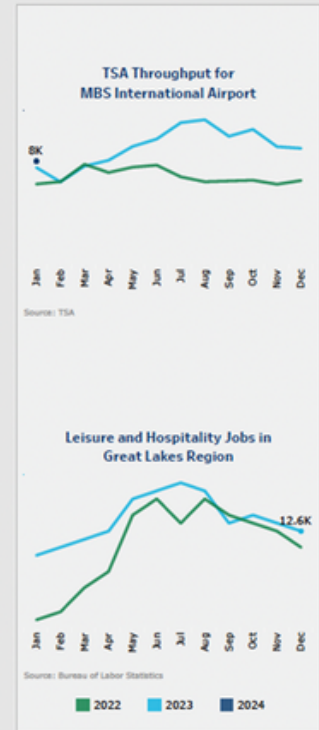 TSA Throughput for
MBS International Airport
8K
Jan Feb Mar Apr May Jun Jul Aug Sep Oct Nov Dec
Source: TSA
Leisure and Hospitality Jobs in
Great Lakes Region
12.6K
Jan Feb Mar Apr May Jun Jul Aug Sep Oct Nov Dec
Source: Bureau of Labor Statistics
2022 2023 2024